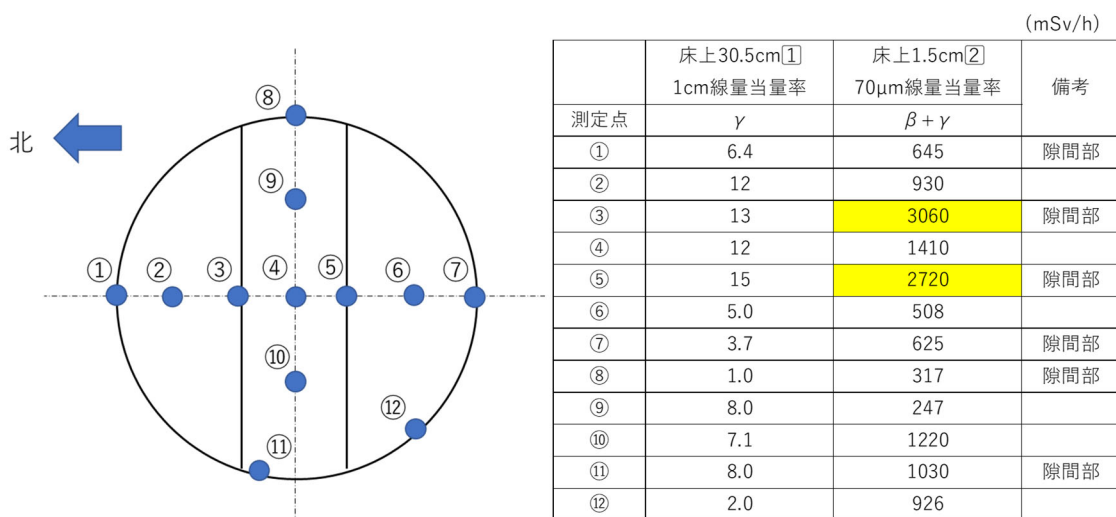 (mSv/h)
北
⑧
⑨
① ② ③ ④ ⑤ ⑥ ⑦
⑩
⑫
⑪
床上30.5cm1 床上1.5cm2
1cm線量当量率 70μm線量当量率 備考
測定点 γ β+γ
① 6.4 645 隙間部
② 12 930
③ 13 3060 隙間部
④ 12 1410
⑤ 15 2720 隙間部
⑥ 5.0 508
⑦ 3.7 625 隙間部
⑧ 1.0 317 隙間部
⑨ 8.0 247
⑩ 7.1 1220
⑪ 8.0 1030 隙間部
⑫ 2.0 926